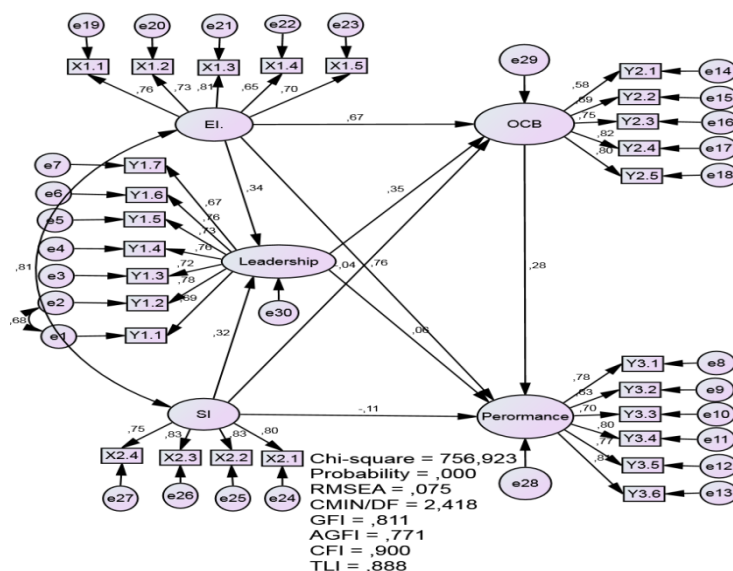 e19 e20 e21 e22 e23
X1.1 X1.2 X1.3 X1.4 X1.5
,76 ,73 ,81 ,65 ,70
EI.
e29
OCB
Y2.1 e14
Y2.2 e15
Y2.3 e16
Y2.4 e17
Y2.5 e18
,58
,69
,75
,82
,80
,67
,34
,35
e7 Y1.7
e6 Y1.6
e5 Y1.5
e4 Y1.4
e3 Y1.3
e2 Y1.2
e1 Y1.1
,67
,76
,73
,76
,72
,78
,69
Leadership
e30
,04 ,76
,28
,06
,81
,68
,32
SI
-,11
,75 ,83 ,83 ,80
X2.4 X2.3 X2.2 X2.1
e27 e26 e25 e24
Perormance
e28
Y3.1 e8
Y3.2 e9
Y3.3 e10
Y3.4 e11
Y3.5 e12
Y3.6 e13
,78
,83
,70
,80
,77
Chi-square = 756,923
Probability = ,000
RMSEA = ,075
CMIN/DF = 2,418
GFI = ,811
AGFI = ,771
CFI = ,900
TLI = ,888